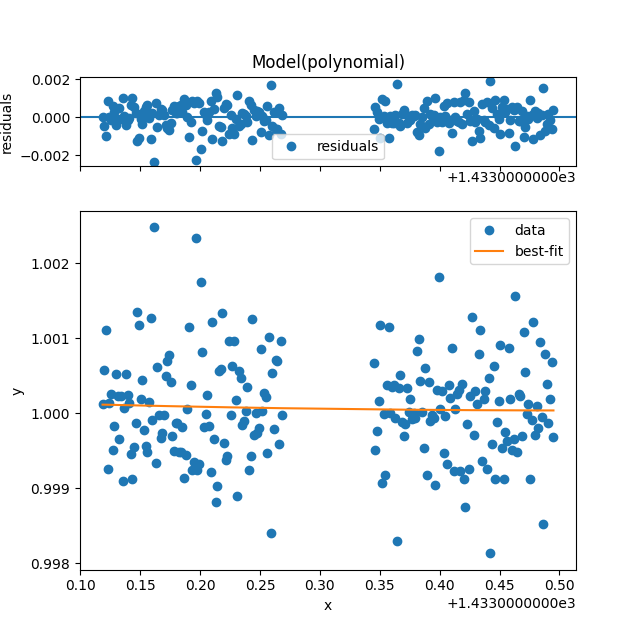 Model(polynomial)
0.002
0.000
−0.002
residuals
residuals
+1.4330000000e3
1.002
1.001
1.000
0.999
0.998
y
data
best-fit
0.10 0.15 0.20 0.25 0.30 0.35 0.40 0.45 0.50
x
+1.4330000000e3